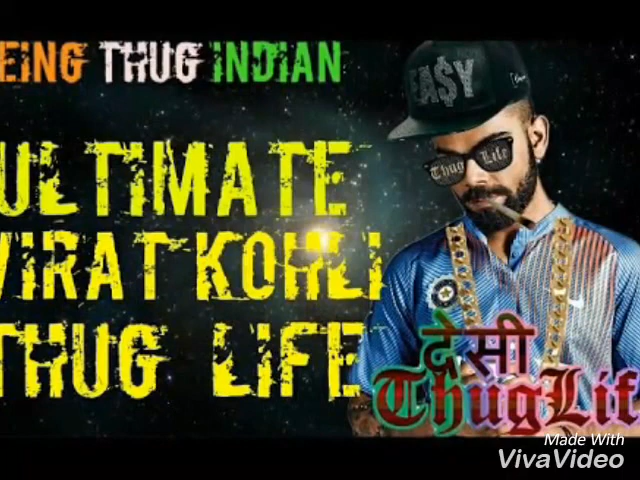 EING THUG INDIAN
EA$Y
Thug Life
ULTIMATE
VIRAT KOHLI
THUG LIFE
देसी
ThugLif
Made With
VivaVideo